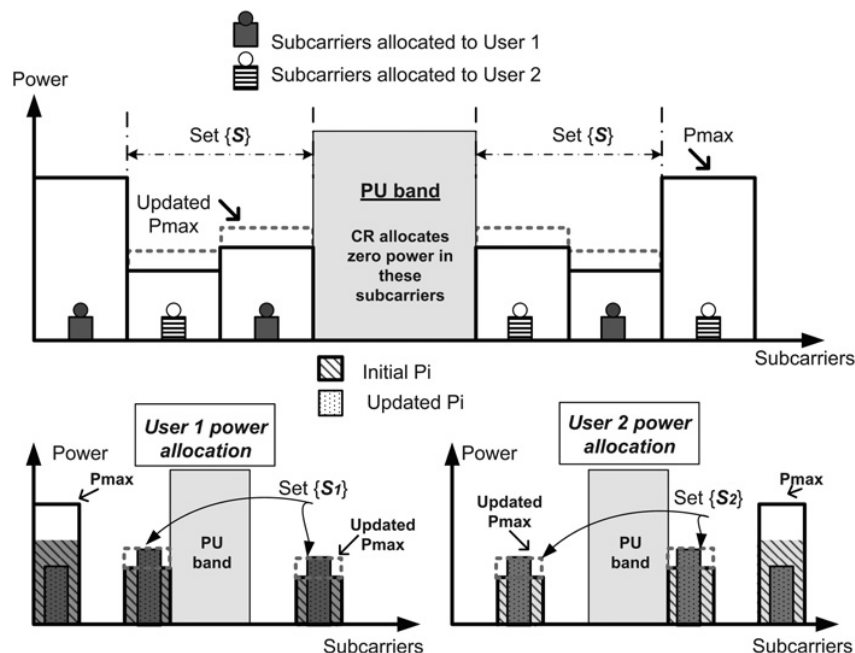 Subcarriers allocated to User 1
Subcarriers allocated to User 2
Power
Set {S}
Set {S}
Pmax
Updated
Pmax
PU band
CR allocates
zero power in
these
subcarriers
Subcarriers
Initial Pi
Updated Pi
User 1 power
allocation
Power
Pmax
Set {S1}
Updated
Pmax
PU
band
Subcarriers
User 2 power
allocation
Power
Pmax
Set {S2}
Updated
Pmax
PU
band
Subcarriers